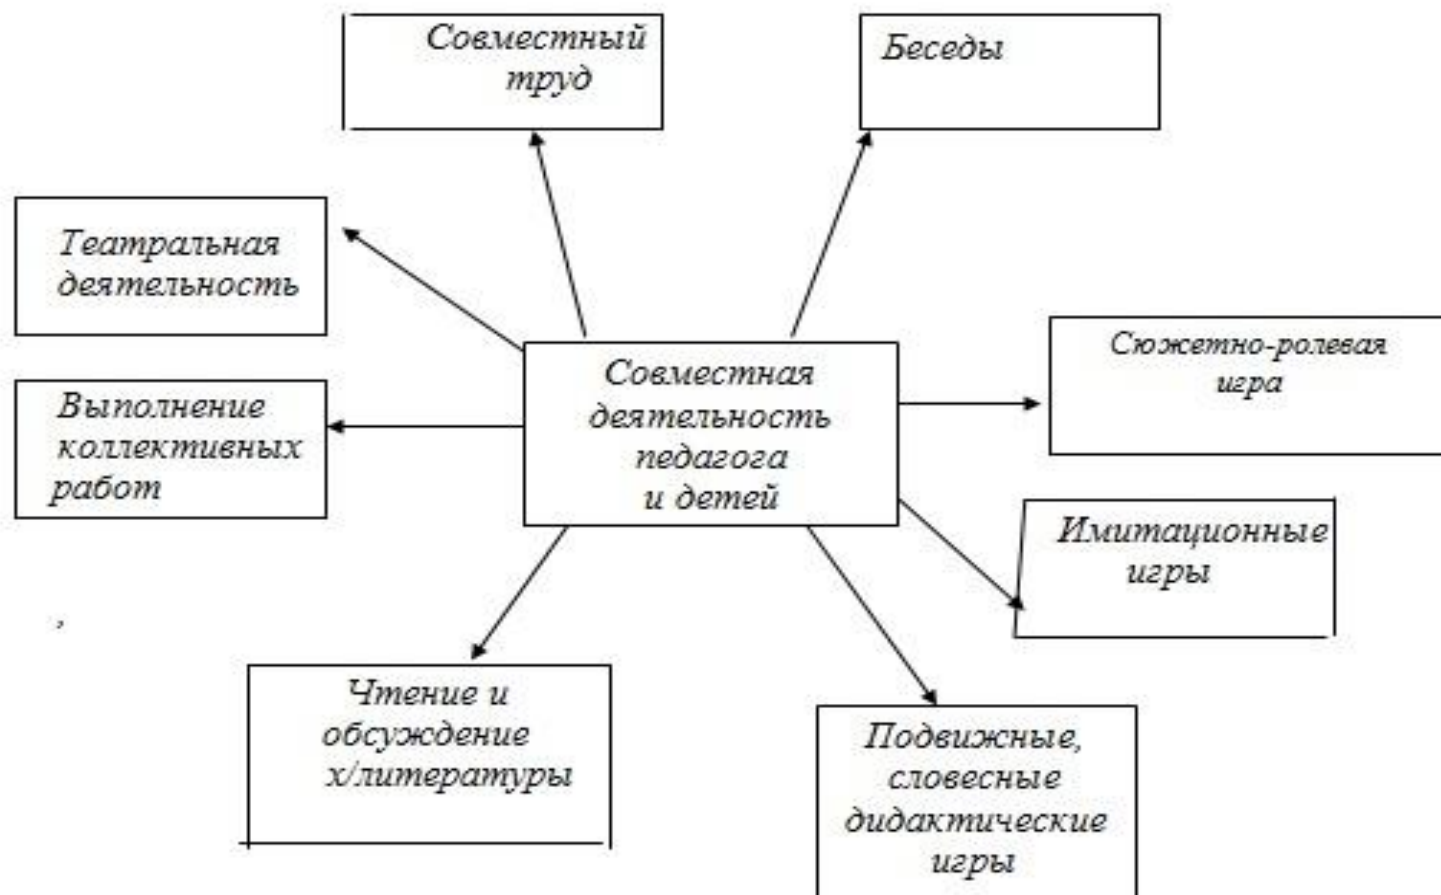 Совместный
труд
Беседы
Театральная
деятельность
Совместная
деятельность
педагога
и детей
Сюжетно-ролевая
игра
Выполнение
коллективных
работ
Имитационные
игры
,
Чтение и
обсуждение
х/литературы
Подвижные,
словесные
дидактические
игры